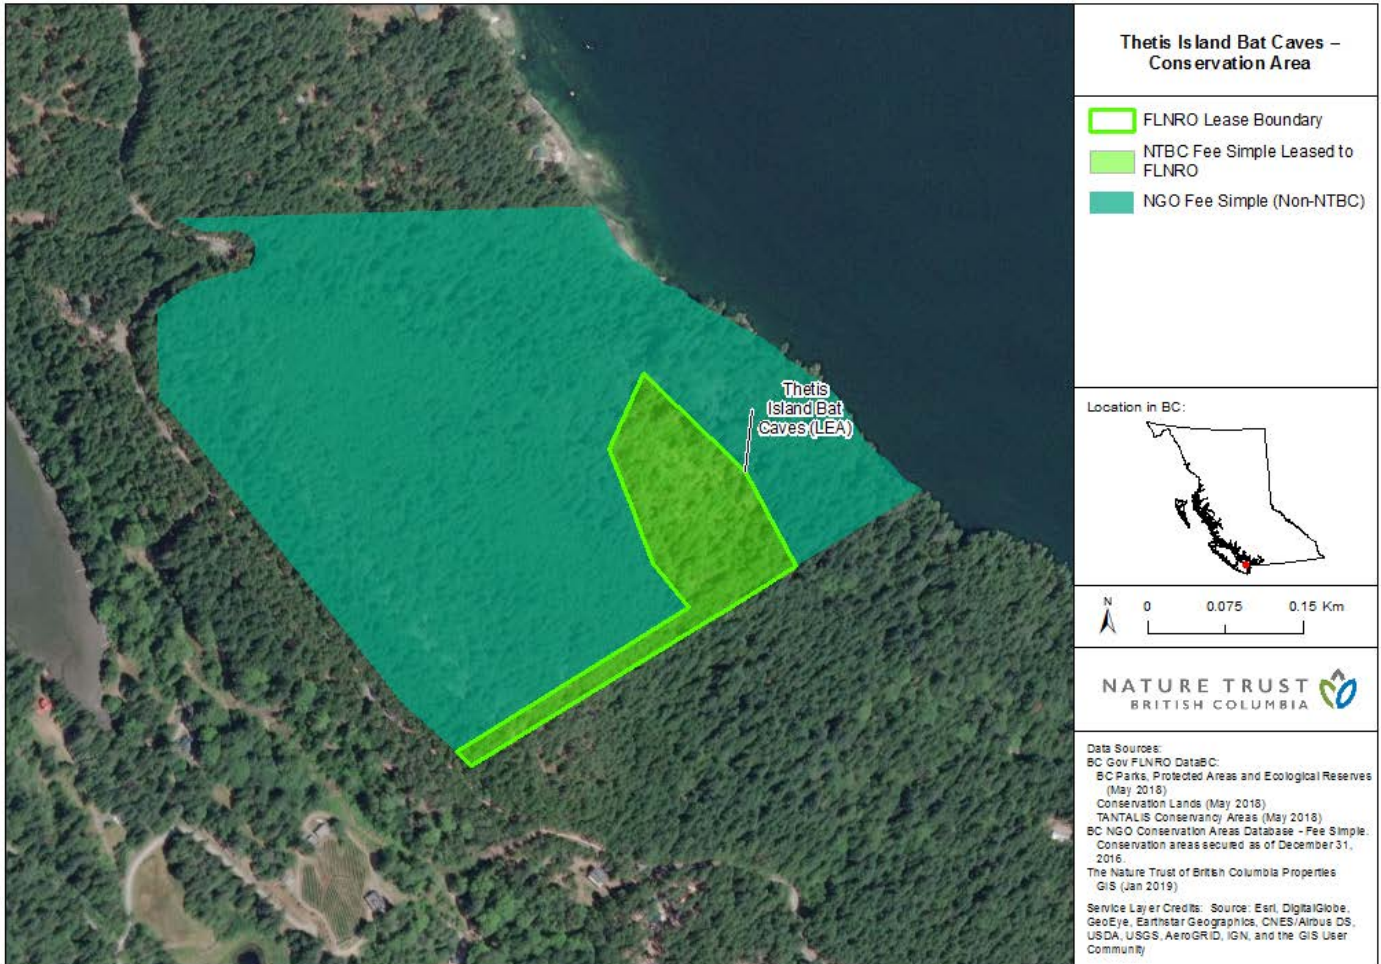 Thetis Island Bat Caves –
Conservation Area
FLNRO Lease Boundary
NTBC Fee Simple Leased to
FLNRO
NGO Fee Simple (Non-NTBC)
Thetis
Island Bat
Caves (LEA)
Location in BC:
N
0 0.075 0.15 Km
NATURE TRUST
BRITISH COLUMBIA
Data Sources:
BC Gov FLNRO DataBC:
BC Parks, Protected Areas and Ecological Reserves
(May 2018)
Conservation Lands (May 2018)
TANTALIS Conservancy Areas (May 2018)
BC NGO Conservation Areas Database - Fee Simple.
Conservation areas secured as of December 31,
2016.
The Nature Trust of British Columbia Properties
GIS (Jan 2019)
Service Layer Credits: Source: Esri, DigitalGlobe,
GeoEye, Earthstar Geographics, CNES/Airbus DS,
USDA, USGS, AeroGRID, IGN, and the GIS User
Community